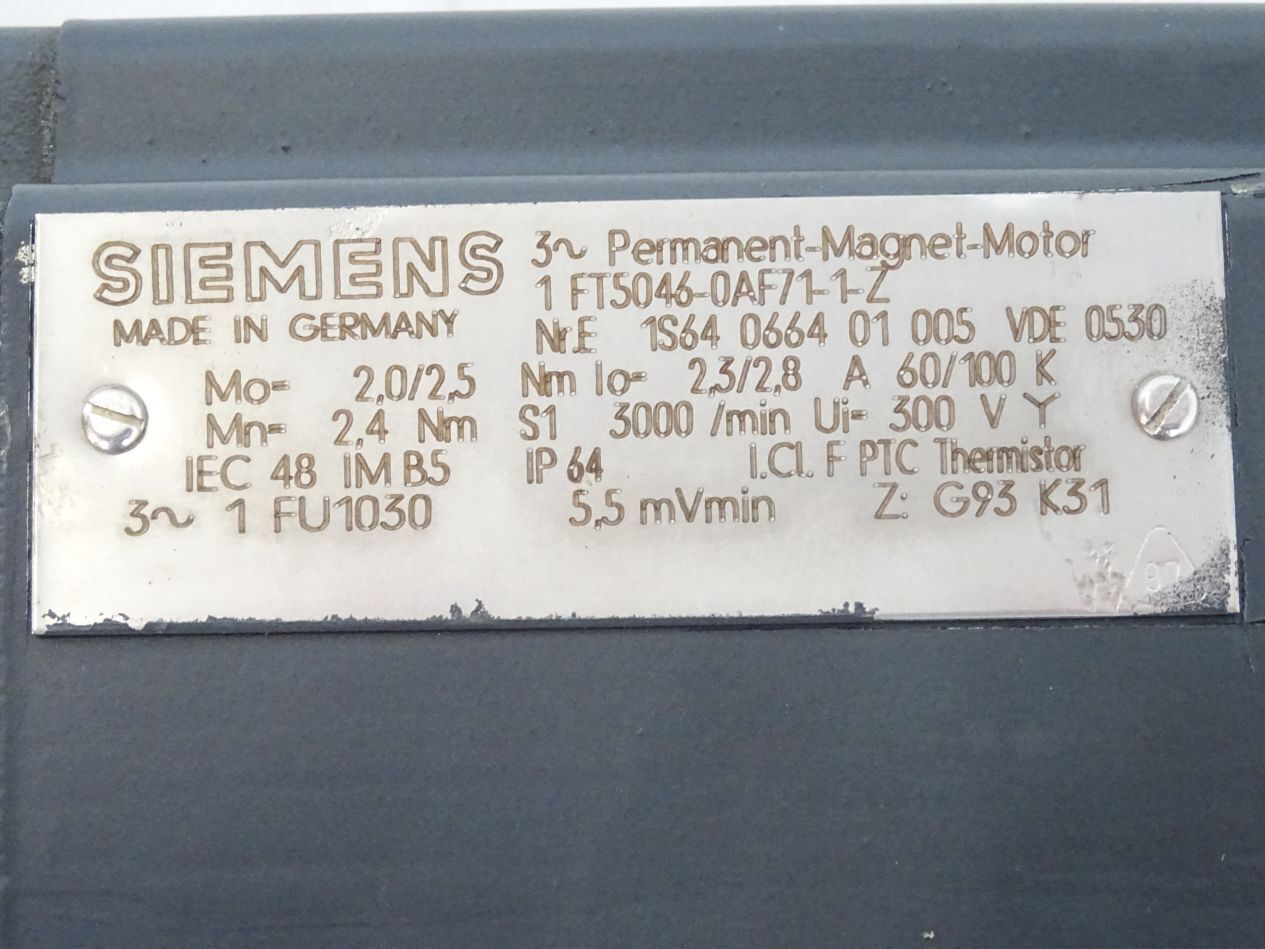 SIEMENS 3~ Permanent-Magnet-Motor
1 FT5046-0AF71-1-Z
MADE IN GERMANY Nr.E 1S64 0664 01 005 VDE 0530
Mo= 2,0/2,5 Nm Io= 2,3/2,8 A 60/100 K
Mn= 2,4 Nm S1 3000 /min Ui= 300 V Y
IEC 48 IM B5 IP 64 I.Cl. F PTC Thermistor
3~ 1 FU1030 5,5 mVmin Z: G93 K31
97